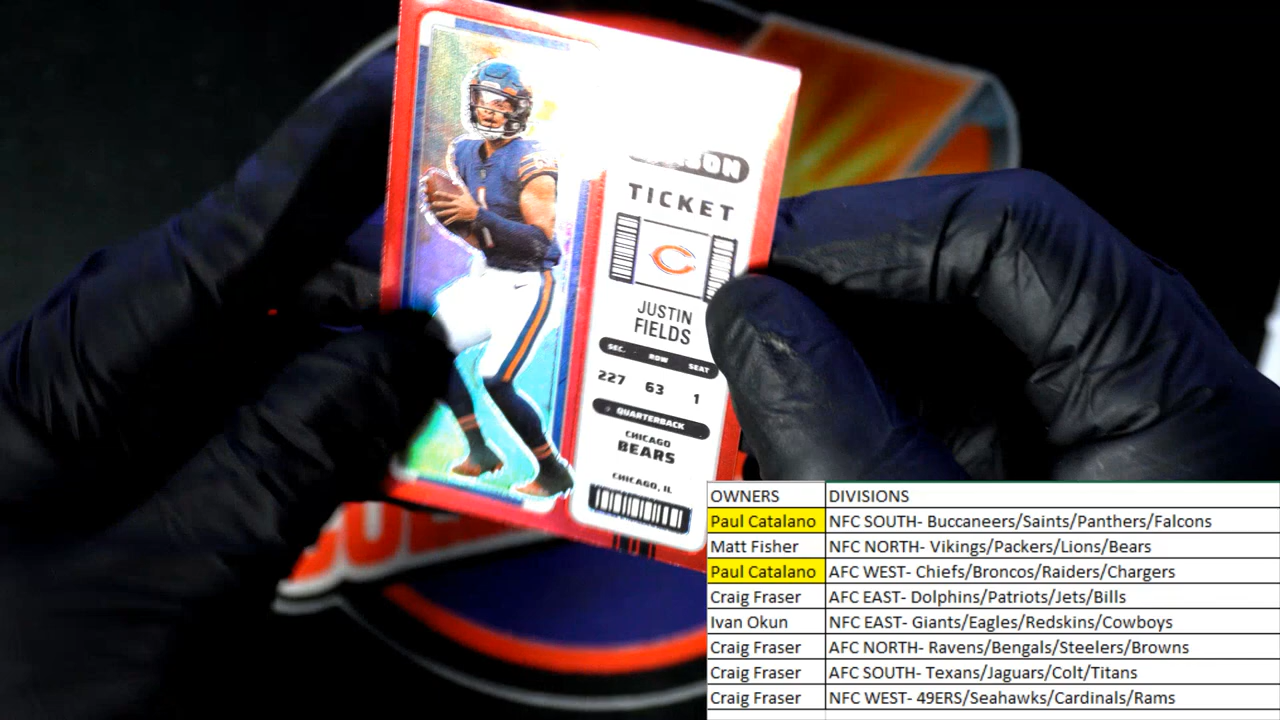 TICKET
JUSTIN
FIELDS
SEC. ROW SEAT
227 63 1
QUARTERBACK
CHICAGO
BEARS
CHICAGO, IL
OWNERS DIVISIONS
Paul Catalano NFC SOUTH- Buccaneers/Saints/Panthers/Falcons
Matt Fisher NFC NORTH- Vikings/Packers/Lions/Bears
Paul Catalano AFC WEST- Chiefs/Broncos/Raiders/Chargers
Craig Fraser AFC EAST- Dolphins/Patriots/Jets/Bills
Ivan Okun NFC EAST- Giants/Eagles/Redskins/Cowboys
Craig Fraser AFC NORTH- Ravens/Bengals/Steelers/Browns
Craig Fraser AFC SOUTH- Texans/Jaguars/Colt/Titans
Craig Fraser NFC WEST- 49ERS/Seahawks/Cardinals/Rams